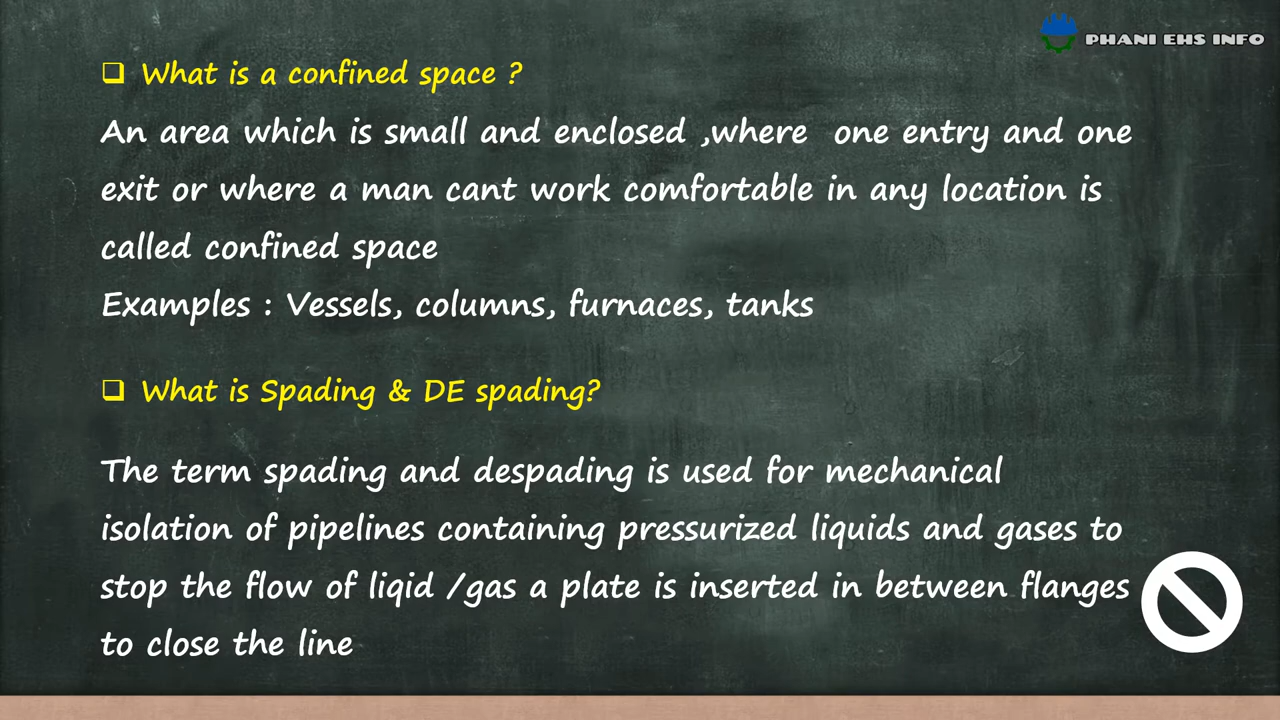 PHANI EHS INFO
❑ What is a confined space ?
An area which is small and enclosed ,where one entry and one
exit or where a man cant work comfortable in any location is
called confined space
Examples : Vessels, columns, furnaces, tanks
❑ What is Spading & DE spading?
The term spading and despading is used for mechanical
isolation of pipelines containing pressurized liquids and gases to
stop the flow of liqid /gas a plate is inserted in between flanges
to close the line